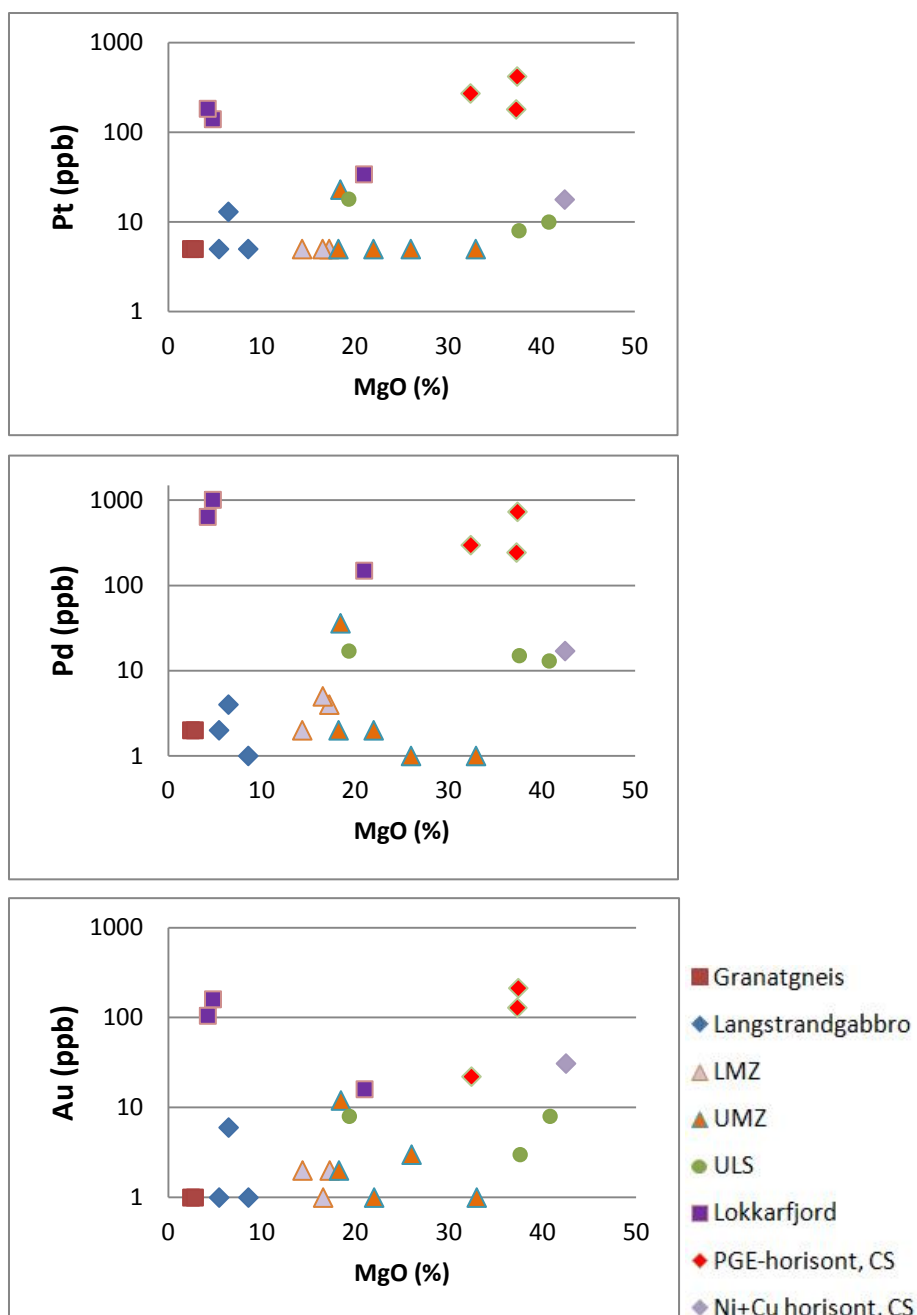 1000
100
10
1
Pt (ppb)
0 10 20 30 40 50
MgO (%)
1000
100
10
1
Pd (ppb)
0 10 20 30 40 50
MgO (%)
1000
100
10
1
Au (ppb)
0 10 20 30 40 50
MgO (%)
Granatgneis
Langstrandgabbro
LMZ
UMZ
ULS
Lokkarfjord
PGE-horisont, CS
Ni+Cu horisont, CS